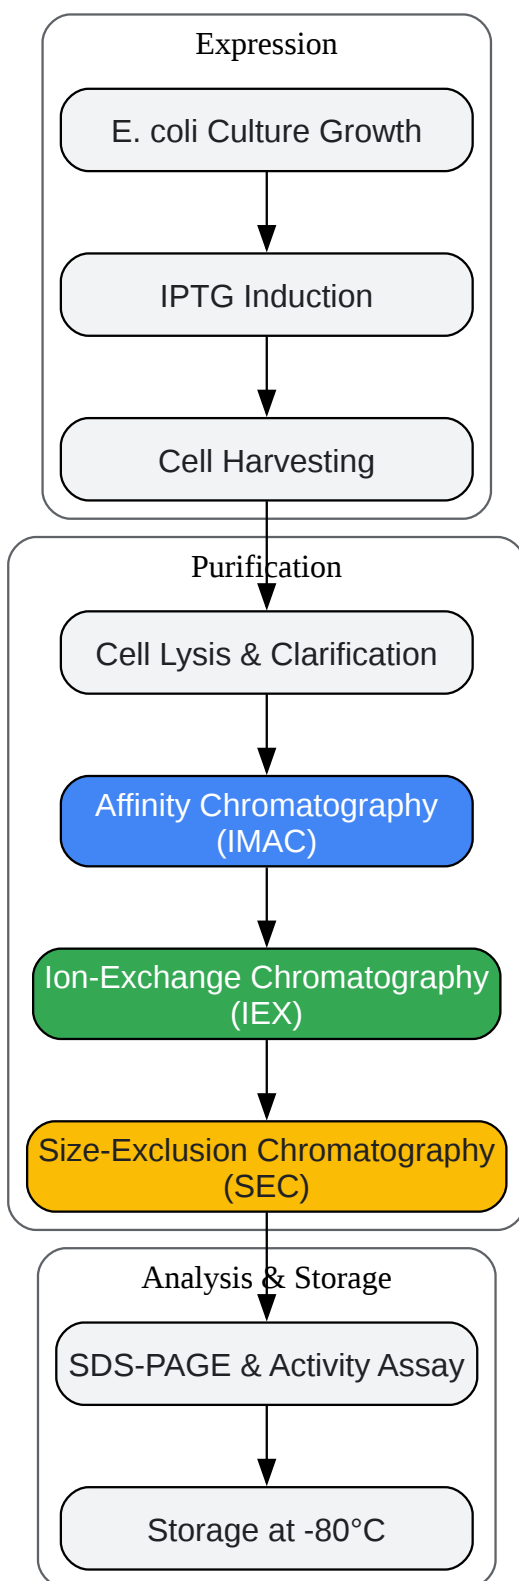 Expression
E. coli Culture Growth
IPTG Induction
Cell Harvesting
Purification
Cell Lysis & Clarification
Affinity Chromatography
(IMAC)
Ion-Exchange Chromatography
(IEX)
Size-Exclusion Chromatography
(SEC)
Analysis & Storage
SDS-PAGE & Activity Assay
Storage at -80°C